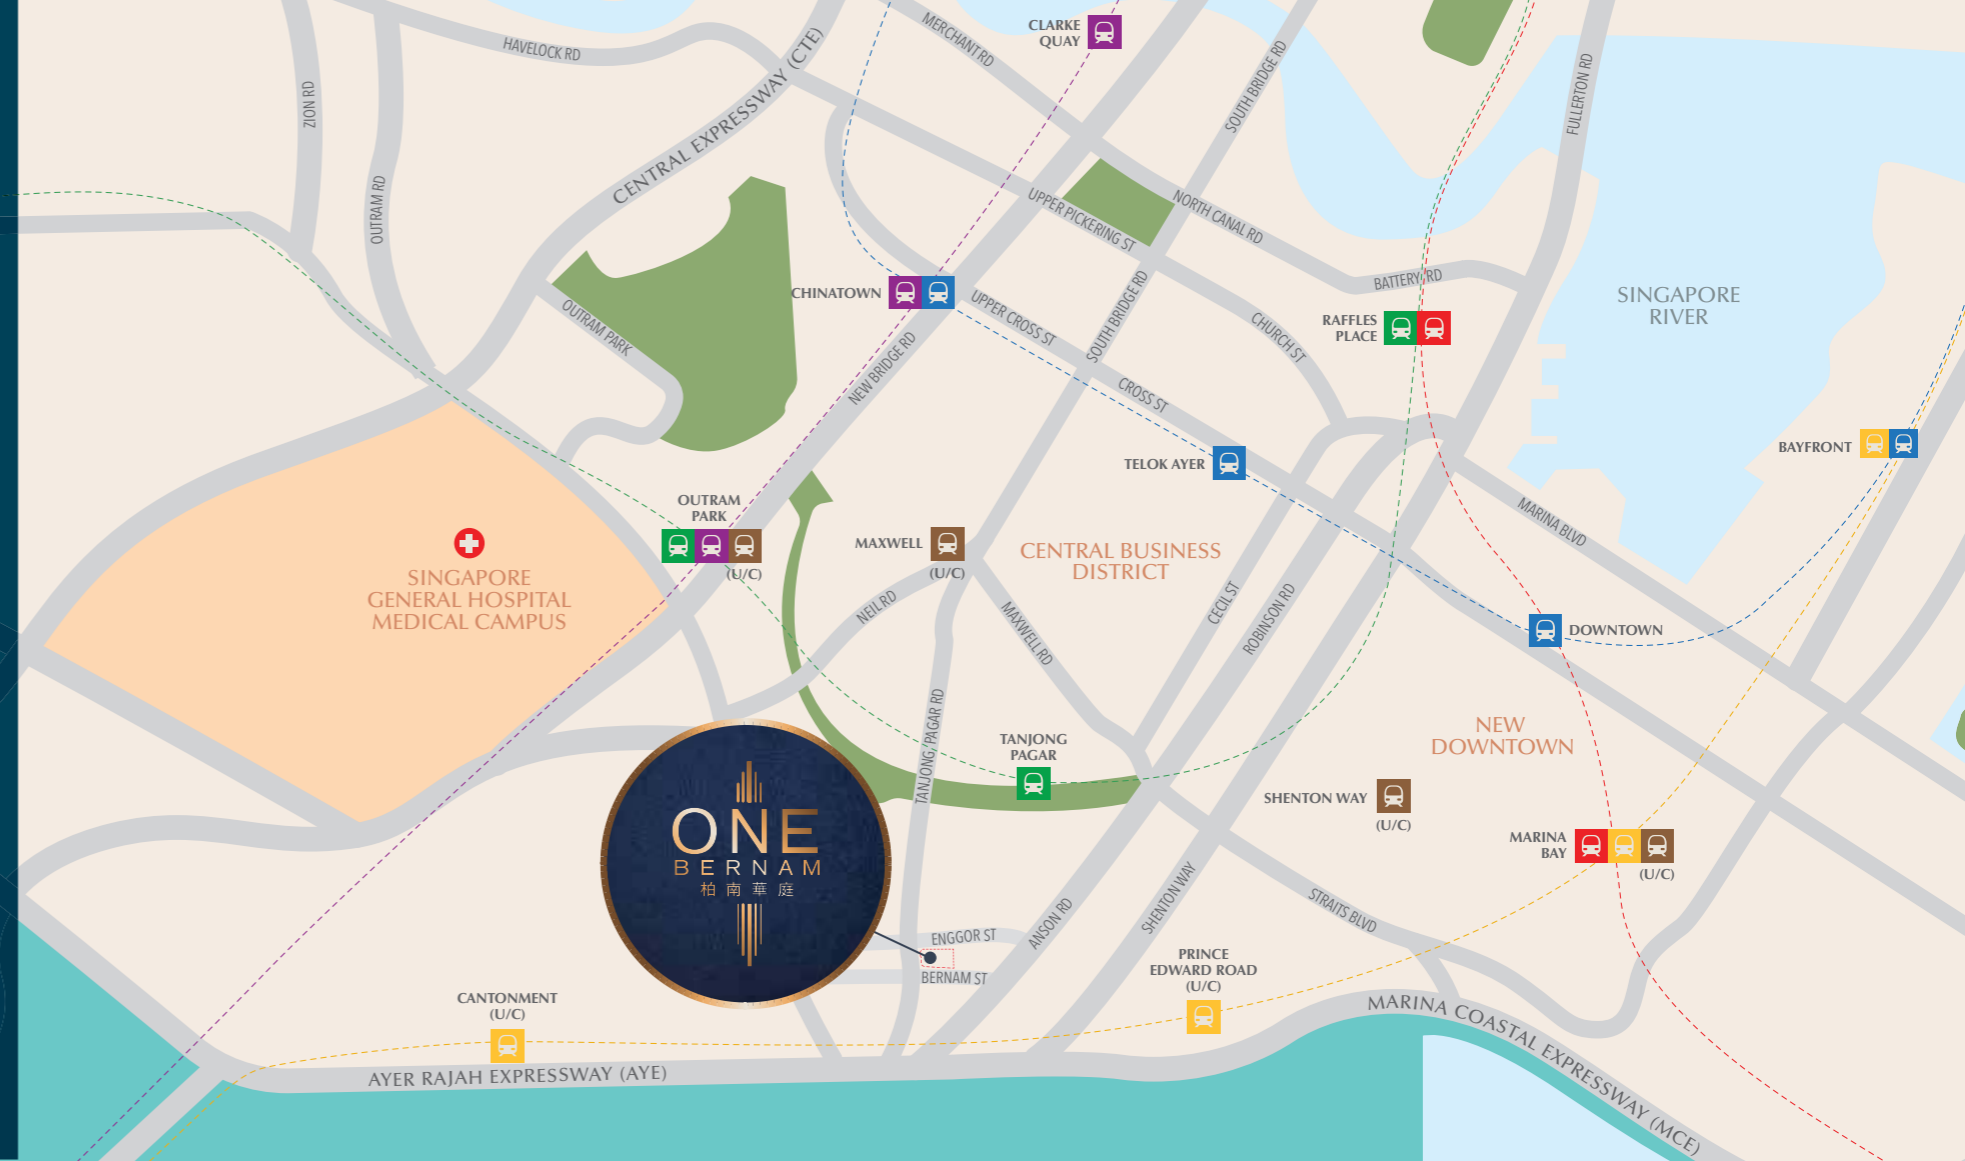 CLARKE
QUAY
MERCHANT RD
HAVELOCK RD
CENTRAL EXPRESSWAY (CTE)
SOUTH BRIDGE RD
FULLERTON RD
ZION RD
OUTRAM RD
UPPER PICKERING ST
NORTH CANAL RD
BATTERY RD
CHINATOWN
UPPER CROSS ST
SOUTH BRIDGE RD
CHURCH ST
RAFFLES
PLACE
SINGAPORE
RIVER
OUTRAM PARK
NEW BRIDGE RD
CROSS ST
TELOK AYER
BAYFRONT
OUTRAM
PARK
(U/C)
MAXWELL
(U/C)
CENTRAL BUSINESS
DISTRICT
MARINA BLVD
SINGAPORE
GENERAL HOSPITAL
MEDICAL CAMPUS
NEIL RD
MAXWELL RD
CECIL ST
ROBINSON RD
DOWNTOWN
TANJONG PAGAR RD
TANJONG
PAGAR
NEW
DOWNTOWN
SHENTON WAY
(U/C)
MARINA
BAY
(U/C)
ONE
BERNAM
柏南華庭
ENGGOR ST
BERNAM ST
ANSON RD
SHENTON WAY
STRAITS BLVD
PRINCE
EDWARD ROAD
(U/C)
CANTONMENT
(U/C)
MARINA COASTAL EXPRESSWAY (MCE)
AYER RAJAH EXPRESSWAY (AYE)